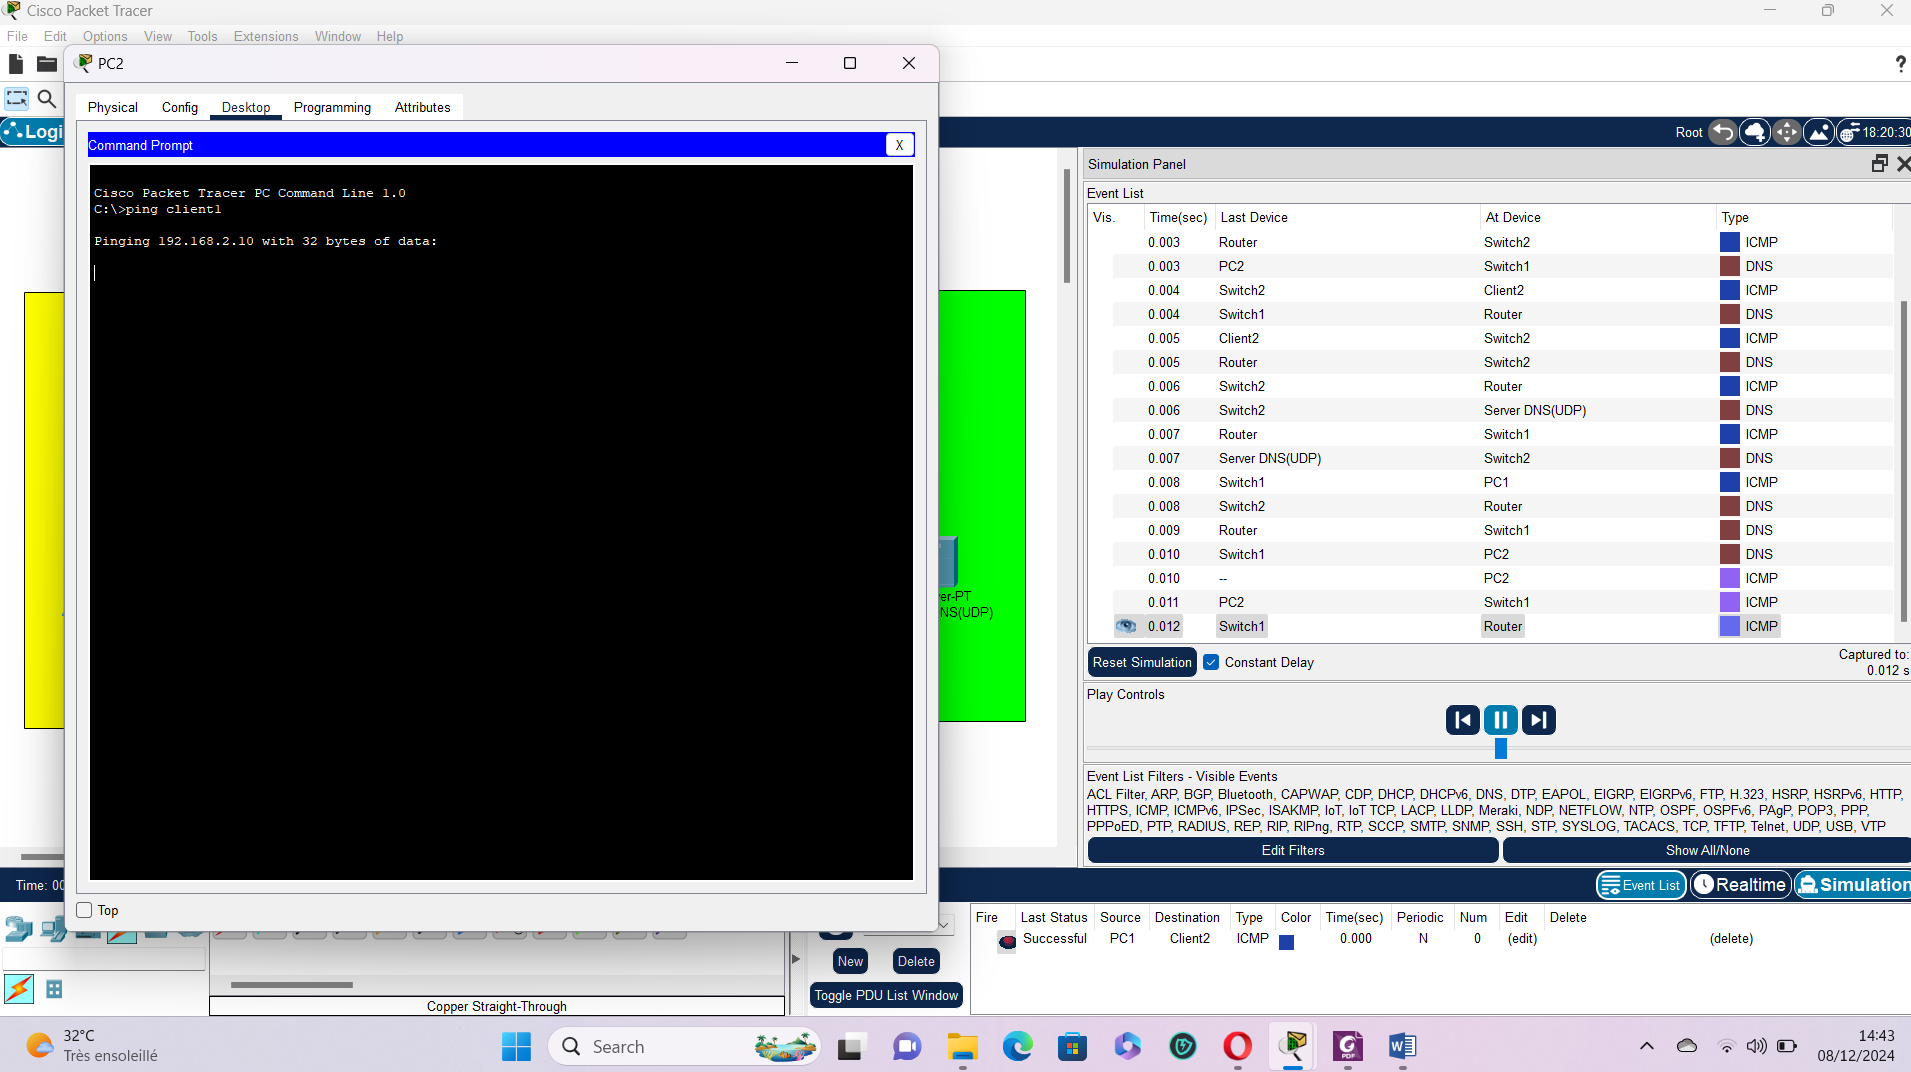 Cisco Packet Tracer
File Edit Options View Tools Extensions Window Help
PC2
?
Physical Config Desktop Programming Attributes
Logi
Root 18:20:30
Command Prompt X
Cisco Packet Tracer PC Command Line 1.0
C:\>ping client1
Pinging 192.168.2.10 with 32 bytes of data:
er-PT
NS(UDP)
Simulation Panel
Event List
Vis. Time(sec) Last Device At Device Type
0.003 Router Switch2 ICMP
0.003 PC2 Switch1 DNS
0.004 Switch2 Client2 ICMP
0.004 Switch1 Router DNS
0.005 Client2 Switch2 ICMP
0.005 Router Switch2 DNS
0.006 Switch2 Router ICMP
0.006 Switch2 Server DNS(UDP) DNS
0.007 Router Switch1 ICMP
0.007 Server DNS(UDP) Switch2 DNS
0.008 Switch1 PC1 ICMP
0.008 Switch2 Router DNS
0.009 Router Switch1 DNS
0.010 Switch1 PC2 DNS
0.010 -- PC2 ICMP
0.011 PC2 Switch1 ICMP
0.012 Switch1 Router ICMP
Reset Simulation Constant Delay Captured to:
0.012 s
Play Controls
Event List Filters - Visible Events
ACL Filter, ARP, BGP, Bluetooth, CAPWAP, CDP, DHCP, DHCPv6, DNS, DTP, EAPOL, EIGRP, EIGRPv6, FTP, H.323, HSRP, HSRPv6, HTTP,
HTTPS, ICMP, ICMPv6, IPSec, ISAKMP, IoT, IoT TCP, LACP, LLDP, Meraki, NDP, NETFLOW, NTP, OSPF, OSPFv6, PAgP, POP3, PPP,
PPPoED, PTP, RADIUS, REP, RIP, RIPng, RTP, SCCP, SMTP, SNMP, SSH, STP, SYSLOG, TACACS, TCP, TFTP, Telnet, UDP, USB, VTP
Edit Filters Show All/None
Time: 00
Event List Realtime Simulation
Top
Fire Last Status Source Destination Type Color Time(sec) Periodic Num Edit Delete
Successful PC1 Client2 ICMP 0.000 N 0 (edit) (delete)
New Delete
Toggle PDU List Window
Copper Straight-Through
32°C
Très ensoleillé
Search
14:43
08/12/2024